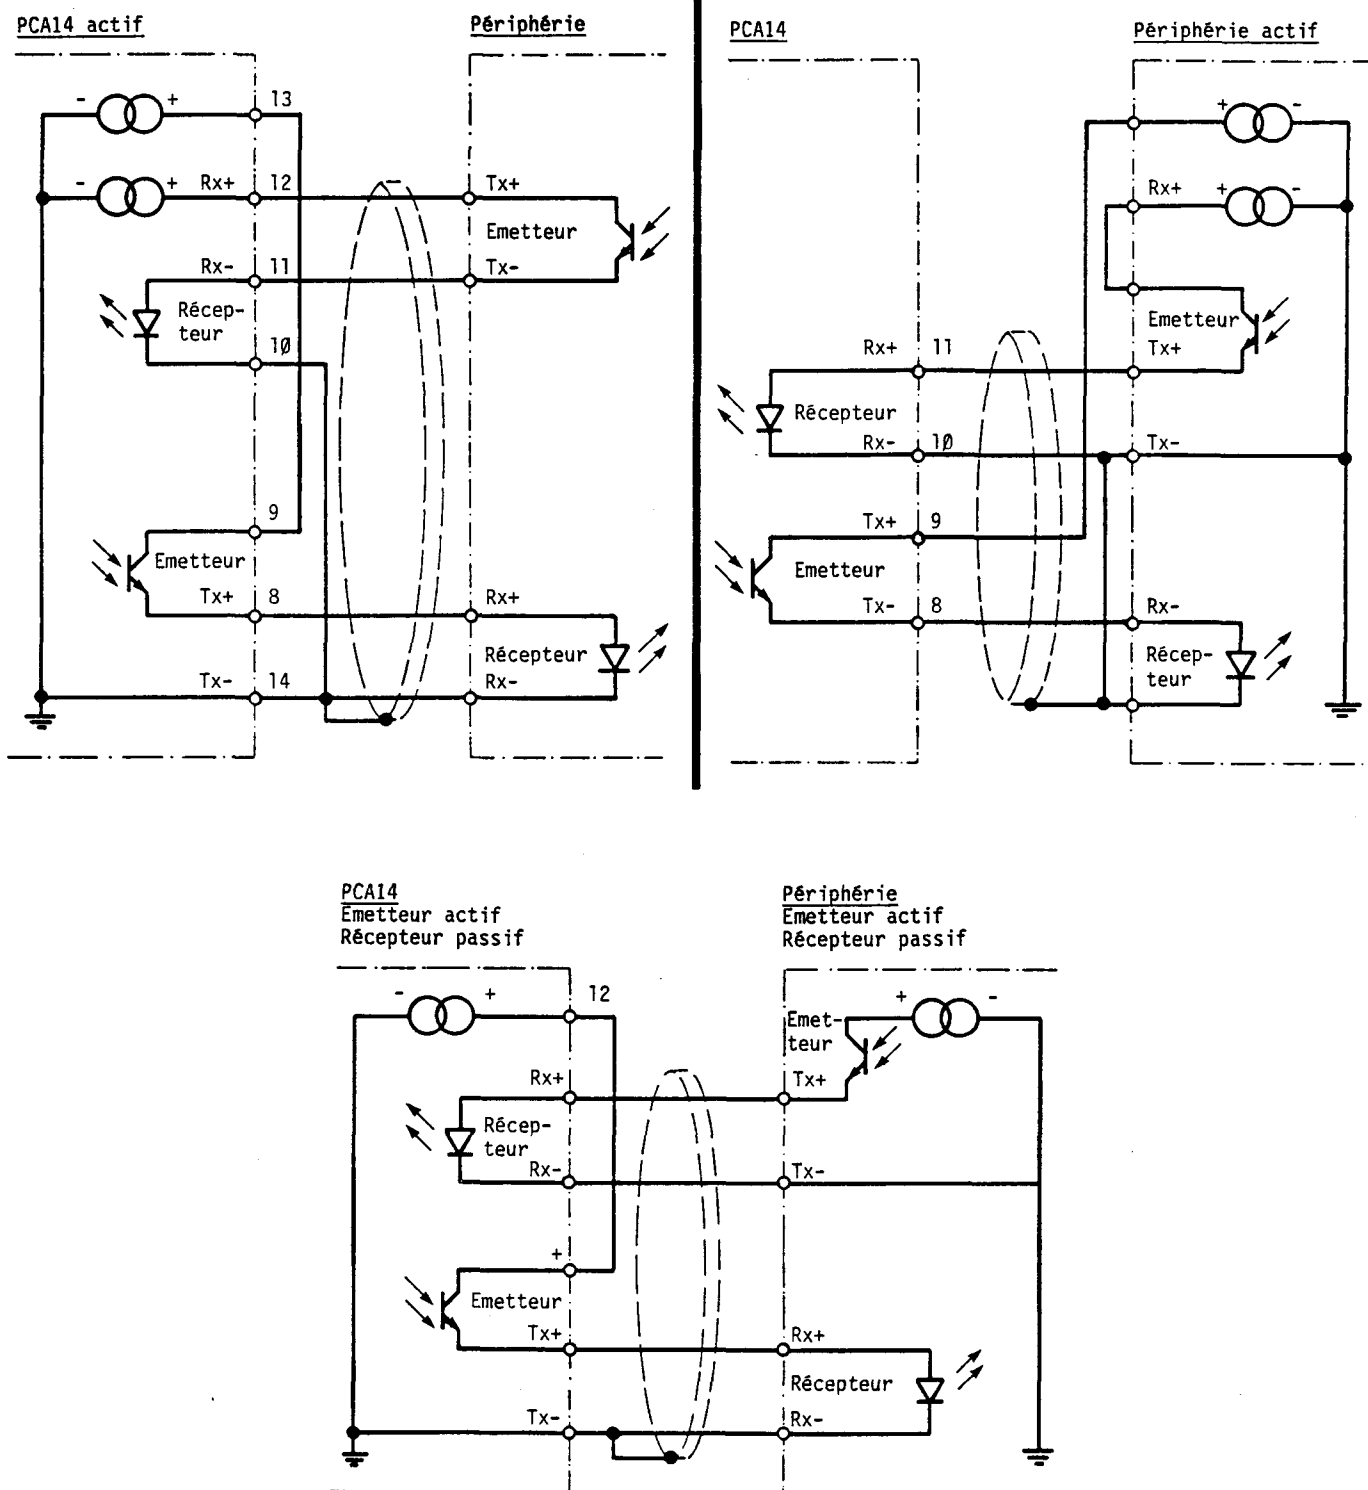 PCA14 actif
Périphérie
- + 13
- + Rx+ 12
Tx+
Emetteur
Rx- 11
Tx-
Récep-
teur
10
9
Emetteur
Tx+ 8
Rx+
Récepteur
Tx- 14
Rx-
PCA14
Périphérie actif
+ -
Rx+ + -
Emetteur
Rx+ 11
Tx+
Récepteur
Rx- 10
Tx-
Tx+ 9
Emetteur
Tx- 8
Rx-
Récep-
teur
PCA14
Emetteur actif
Récepteur passif
Périphérie
Emetteur actif
Récepteur passif
- + 12
+ -
Emet-
teur
Rx+
Tx+
Récep-
teur
Rx-
Tx-
+
Emetteur
Tx+
Rx+
Récepteur
Tx-
Rx-